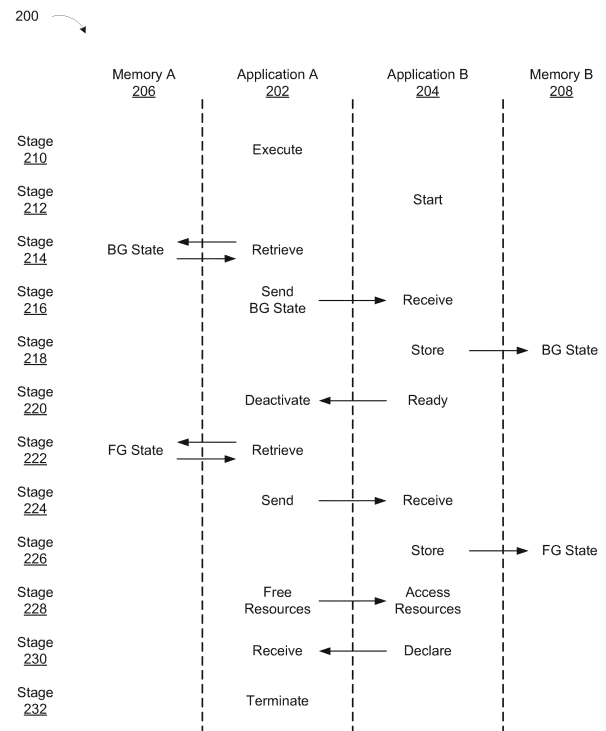 200
Memory A Application A Application B Memory B
206 202 204 208
Stage
210 Execute
Stage
212 Start
Stage
214 BG State Retrieve
Stage
216 Send
BG State Receive
Stage
218 Store BG State
Stage
220 Deactivate Ready
Stage
222 FG State Retrieve
Stage
224 Send Receive
Stage
226 Store FG State
Stage
228 Free
Resources Access
Resources
Stage
230 Receive Declare
Stage
232 Terminate